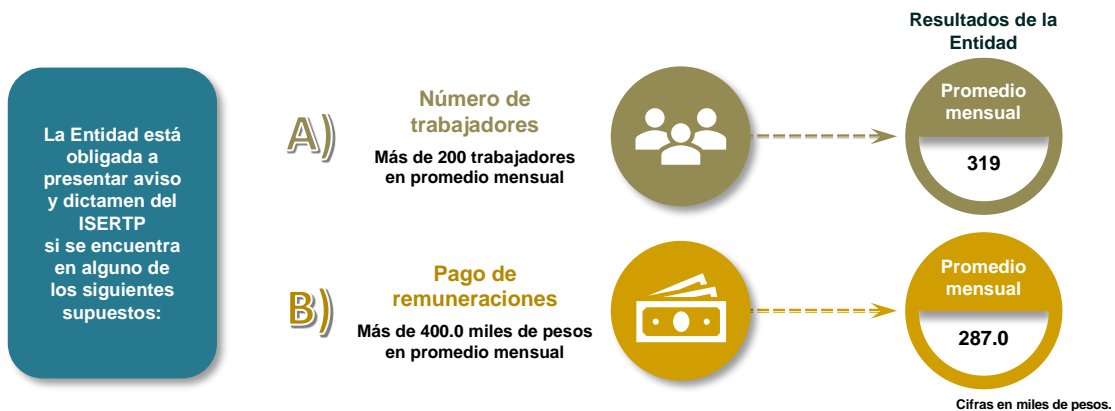 La Entidad está
obligada a
presentar aviso
y dictamen del
ISERTP
si se encuentra
en alguno de
los siguientes
supuestos:
A)
Número de
trabajadores
Más de 200 trabajadores
en promedio mensual
Resultados de la
Entidad
Promedio
mensual
319
B)
Pago de
remuneraciones
Más de 400.0 miles de pesos
en promedio mensual
Promedio
mensual
287.0
Cifras en miles de pesos.